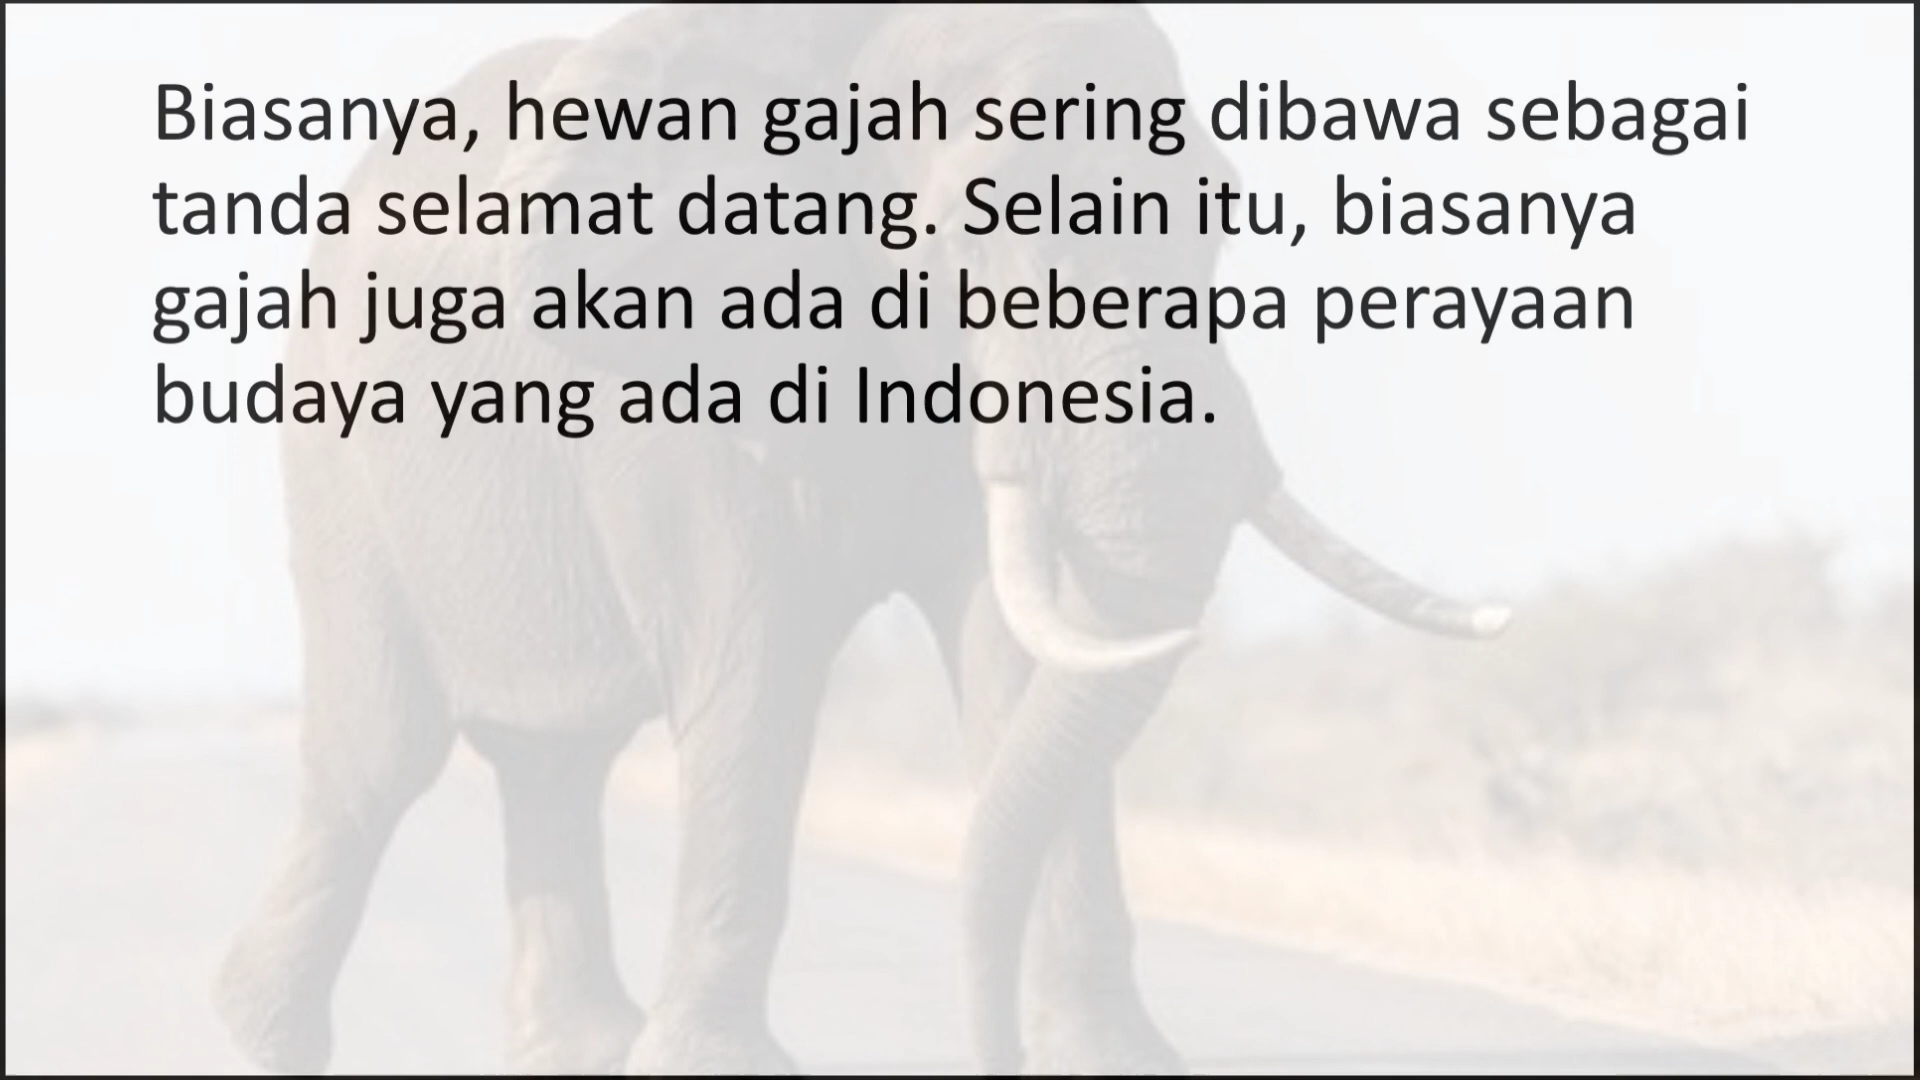 Biasanya, hewan gajah sering dibawa sebagai
tanda selamat datang. Selain itu, biasanya
gajah juga akan ada di beberapa perayaan
budaya yang ada di Indonesia.